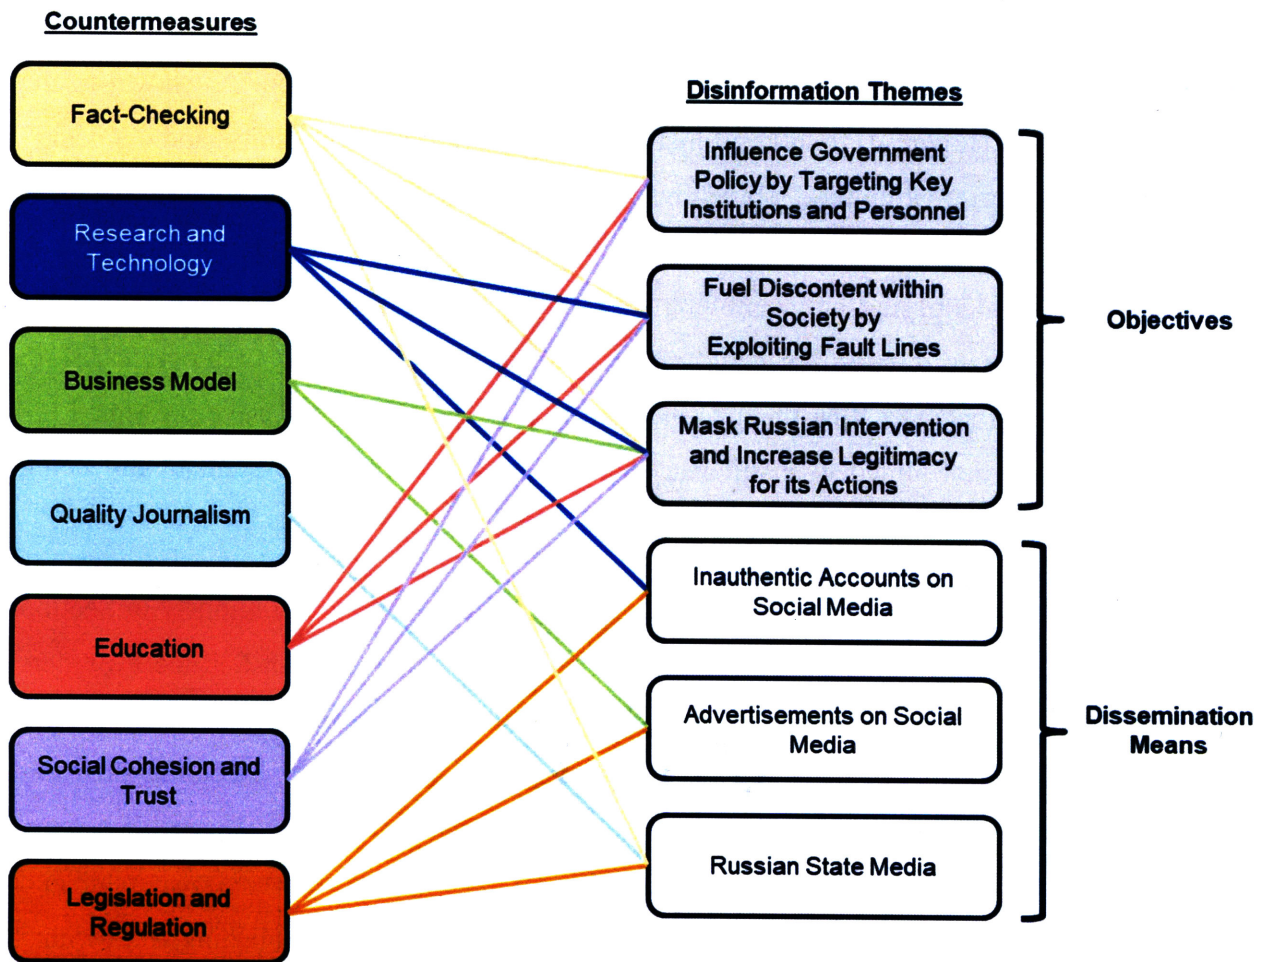 Countermeasures
Fact-Checking
Research and
Technology
Business Model
Quality Journalism
Education
Social Cohesion and
Trust
Legislation and
Regulation
Disinformation Themes
Influence Government
Policy by Targeting Key
Institutions and Personnel
Fuel Discontent within
Society by
Exploiting Fault Lines
Mask Russian Intervention
and Increase Legitimacy
for its Actions
Inauthentic Accounts on
Social Media
Advertisements on Social
Media
Russian State Media
Objectives
Dissemination
Means